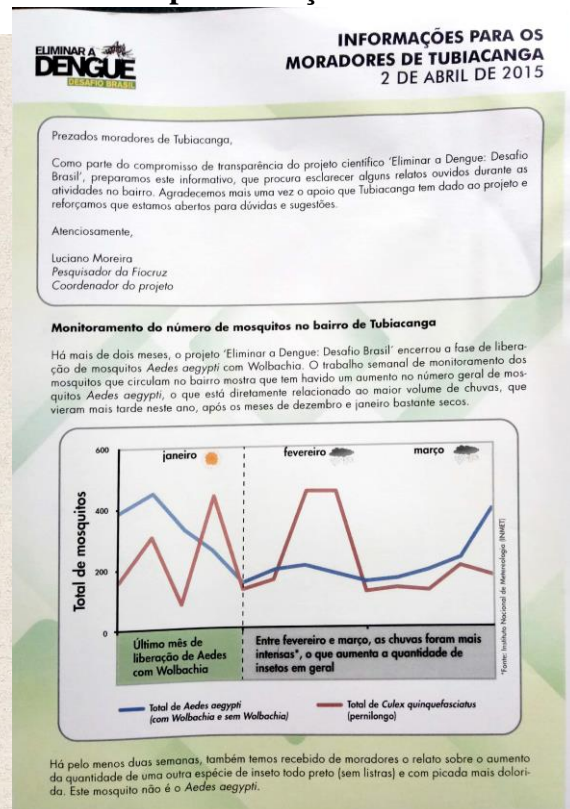 ELIMINAR A
DENGUE
DESAFIO BRASIL
INFORMAÇÕES PARA OS
MORADORES DE TUBIACANGA
2 DE ABRIL DE 2015
Prezados moradores de Tubiacanga,
Como parte do compromisso de transparência do projeto científico 'Eliminar a Dengue: Desafio
Brasil', preparamos este informativo, que procura esclarecer alguns relatos ouvidos durante as
atividades no bairro. Agradecemos mais uma vez o apoio que Tubiacanga tem dado ao projeto e
reforçamos que estamos abertos para dúvidas e sugestões.
Atenciosamente,
Luciano Moreira
Pesquisador da Fiocruz
Coordenador do projeto
Monitoramento do número de mosquitos no bairro de Tubiacanga
Há mais de dois meses, o projeto 'Eliminar a Dengue: Desafio Brasil' encerrou a fase de libera-
ção de mosquitos Aedes aegypti com Wolbachia. O trabalho semanal de monitoramento dos
mosquitos que circulam no bairro mostra que tem havido um aumento no número geral de mos-
quitos Aedes aegypti, o que está diretamente relacionado ao maior volume de chuvas, que
vieram mais tarde neste ano, após os meses de dezembro e janeiro bastante secos.
janeiro fevereiro março
600
400
200
0
Total de mosquitos
Último mês de
liberação de Aedes
com Wolbachia
Entre fevereiro e março, as chuvas foram mais
intensas*, o que aumenta a quantidade de
insetos em geral
*Fonte: Instituto Nacional de Metereologia (INMET)
Total de Aedes aegypti
(com Wolbachia e sem Wolbachia)
Total de Culex quinquefasciatus
(pernilongo)
Há pelo menos duas semanas, também temos recebido de moradores o relato sobre o aumento
da quantidade de uma outra espécie de inseto todo preto (sem listras) e com picada mais dolori-
da. Este mosquito não é o Aedes aegypti.